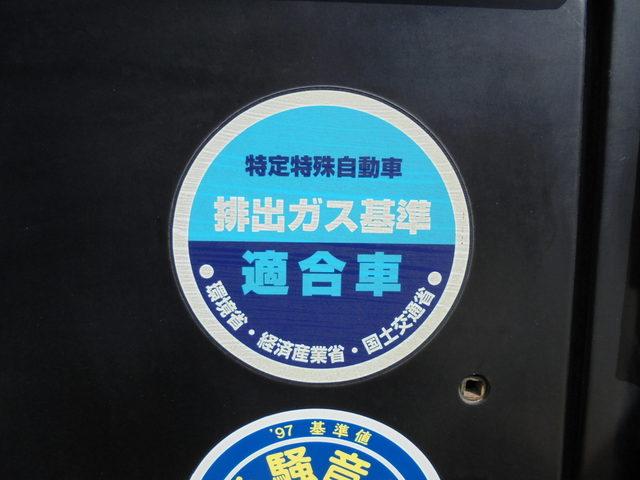 特定特殊自動車
排出ガス基準
適合車
●環境省・経済産業省・国土交通省●
'97 基準値
騒音